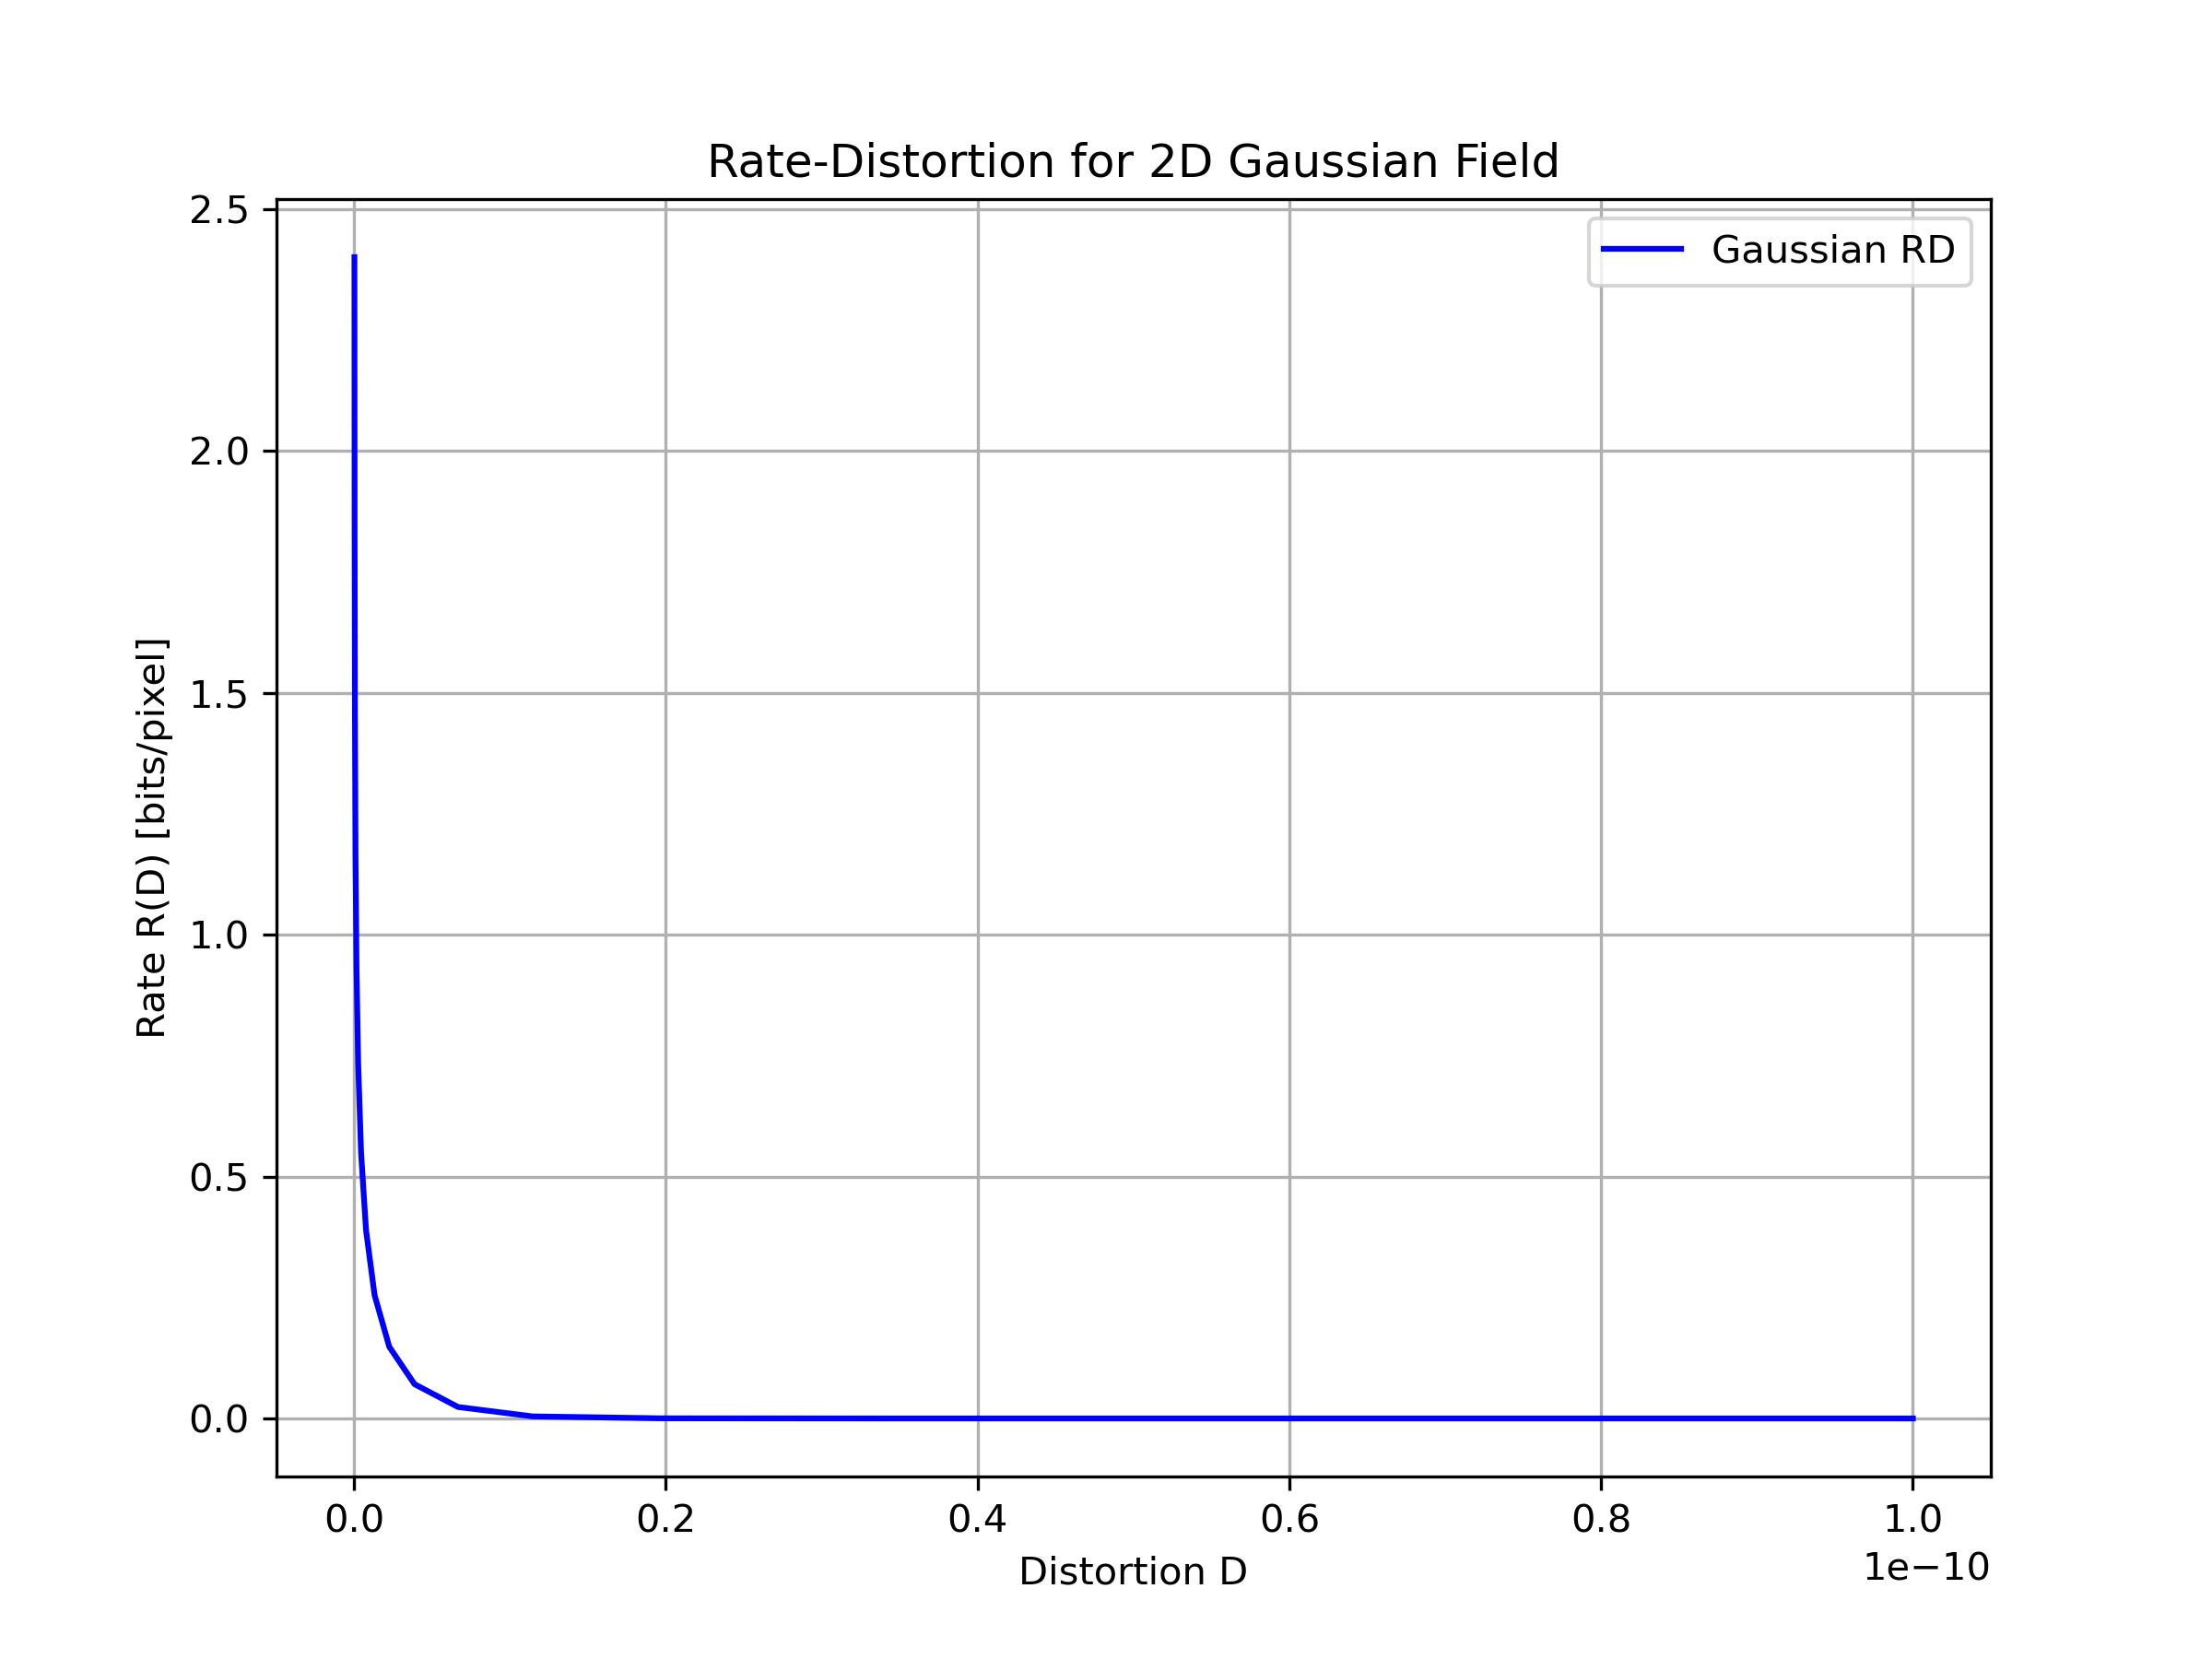 Rate-Distortion for 2D Gaussian Field
Gaussian RD
Rate R(D) [bits/pixel]
2.5
2.0
1.5
1.0
0.5
0.0
0.0 0.2 0.4 0.6 0.8 1.0
1e−10
Distortion D